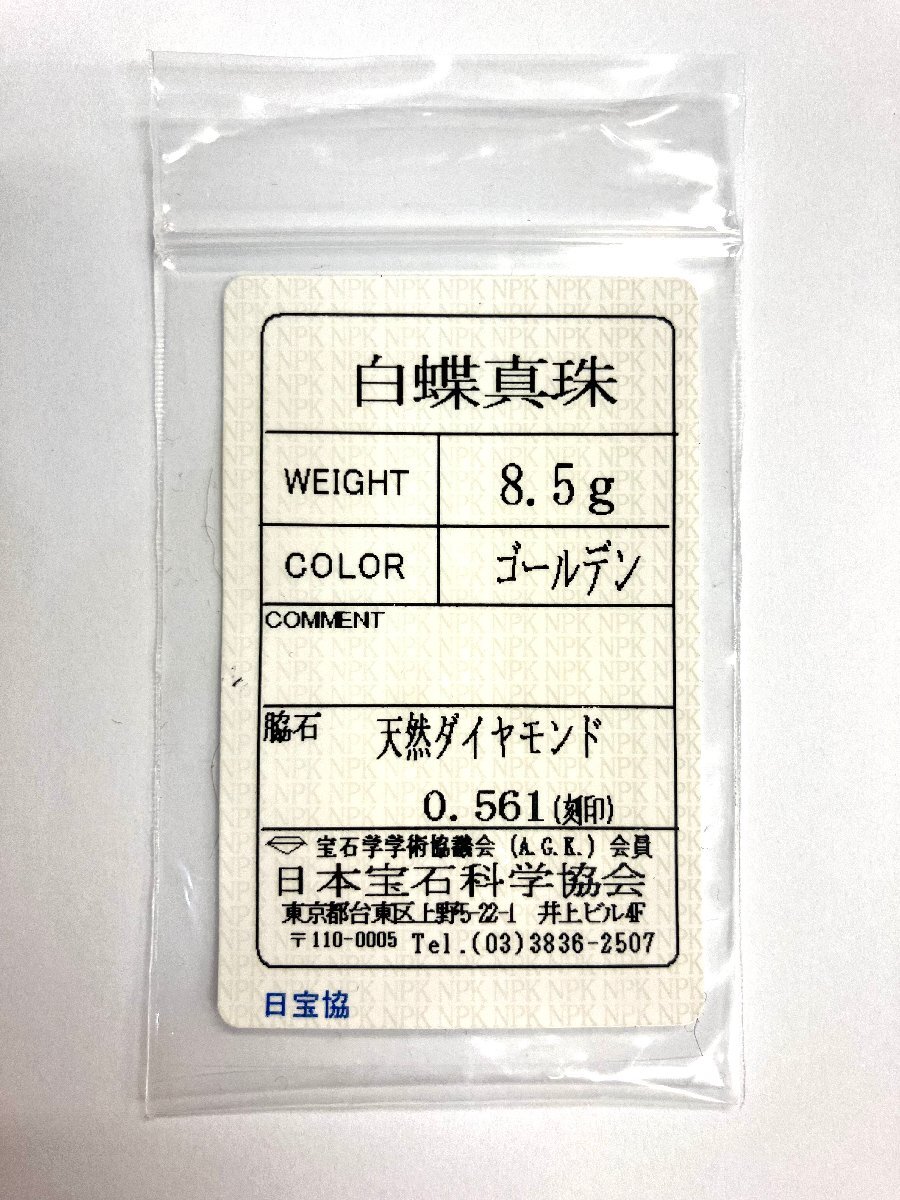 白蝶真珠
WEIGHT 8.5g
COLOR ゴールデン
COMMENT
脇石 天然ダイヤモンド
0.561(刻印)
宝石学学術協議会 (A.G.K.) 会員
日本宝石科学協会
東京都台東区上野5-22-1 井上ビル4F
〒110-0005 Tel.(03)3836-2507
日宝協